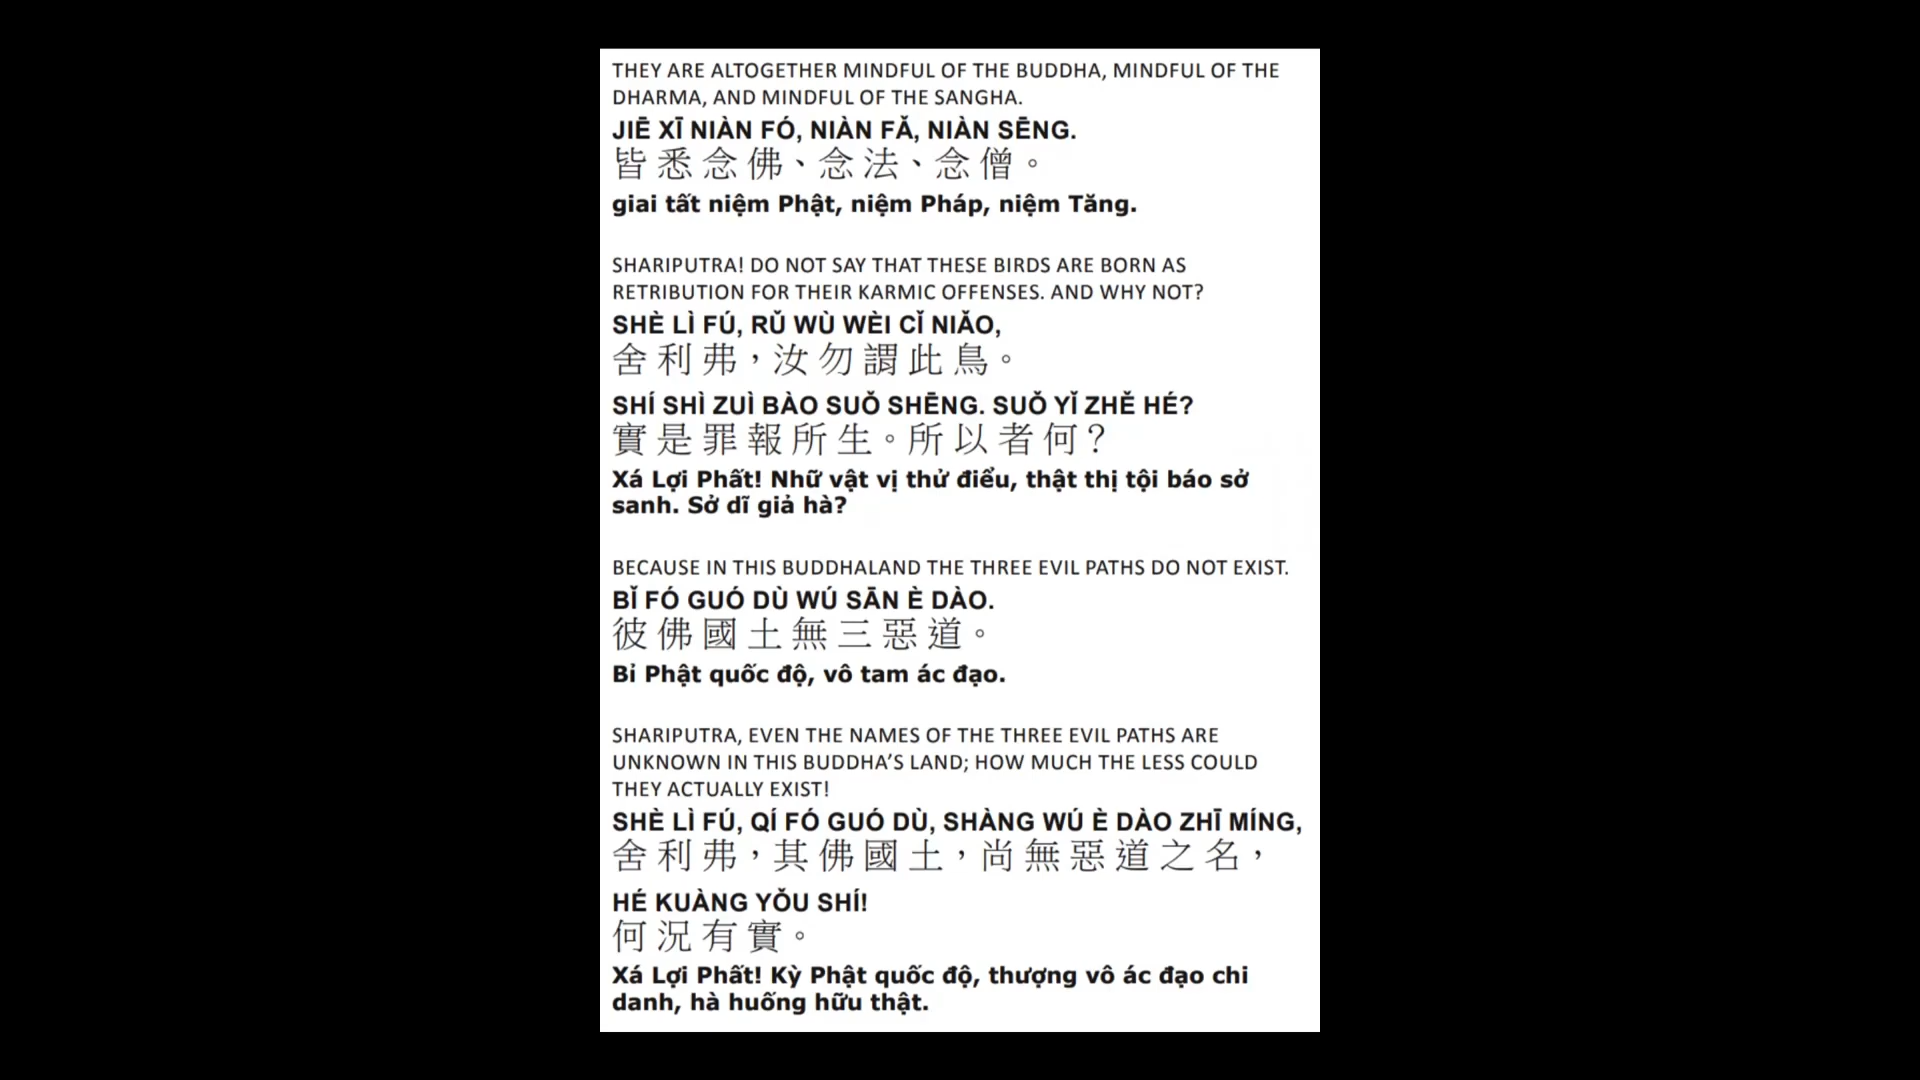 THEY ARE ALTOGETHER MINDFUL OF THE BUDDHA, MINDFUL OF THE
DHARMA, AND MINDFUL OF THE SANGHA.
JIĒ XĪ NIÀN FÓ, NIÀN FǍ, NIÀN SĒNG.
皆悉念佛、念法、念僧。
giai tất niệm Phật, niệm Pháp, niệm Tăng.
SHARIPUTRA! DO NOT SAY THAT THESE BIRDS ARE BORN AS
RETRIBUTION FOR THEIR KARMIC OFFENSES. AND WHY NOT?
SHÈ LÌ FÚ, RǓ WÙ WÈI CǏ NIǍO,
舍利弗，汝勿謂此鳥。
SHÍ SHÌ ZUÌ BÀO SUǑ SHĒNG. SUǑ YǏ ZHĚ HÉ?
實是罪報所生。所以者何？
Xá Lợi Phất! Nhữ vật vị thử điểu, thật thị tội báo sở
sanh. Sở dĩ giả hà?
BECAUSE IN THIS BUDDHALAND THE THREE EVIL PATHS DO NOT EXIST.
BǏ FÓ GUÓ DÙ WÚ SĀN È DÀO.
彼佛國土無三惡道。
Bỉ Phật quốc độ, vô tam ác đạo.
SHARIPUTRA, EVEN THE NAMES OF THE THREE EVIL PATHS ARE
UNKNOWN IN THIS BUDDHA’S LAND; HOW MUCH THE LESS COULD
THEY ACTUALLY EXIST!
SHÈ LÌ FÚ, QÍ FÓ GUÓ DÙ, SHÀNG WÚ È DÀO ZHĪ MÍNG,
舍利弗，其佛國土，尚無惡道之名，
HÉ KUÀNG YǑU SHÍ!
何況有實。
Xá Lợi Phất! Kỳ Phật quốc độ, thượng vô ác đạo chi
danh, hà huống hữu thật.